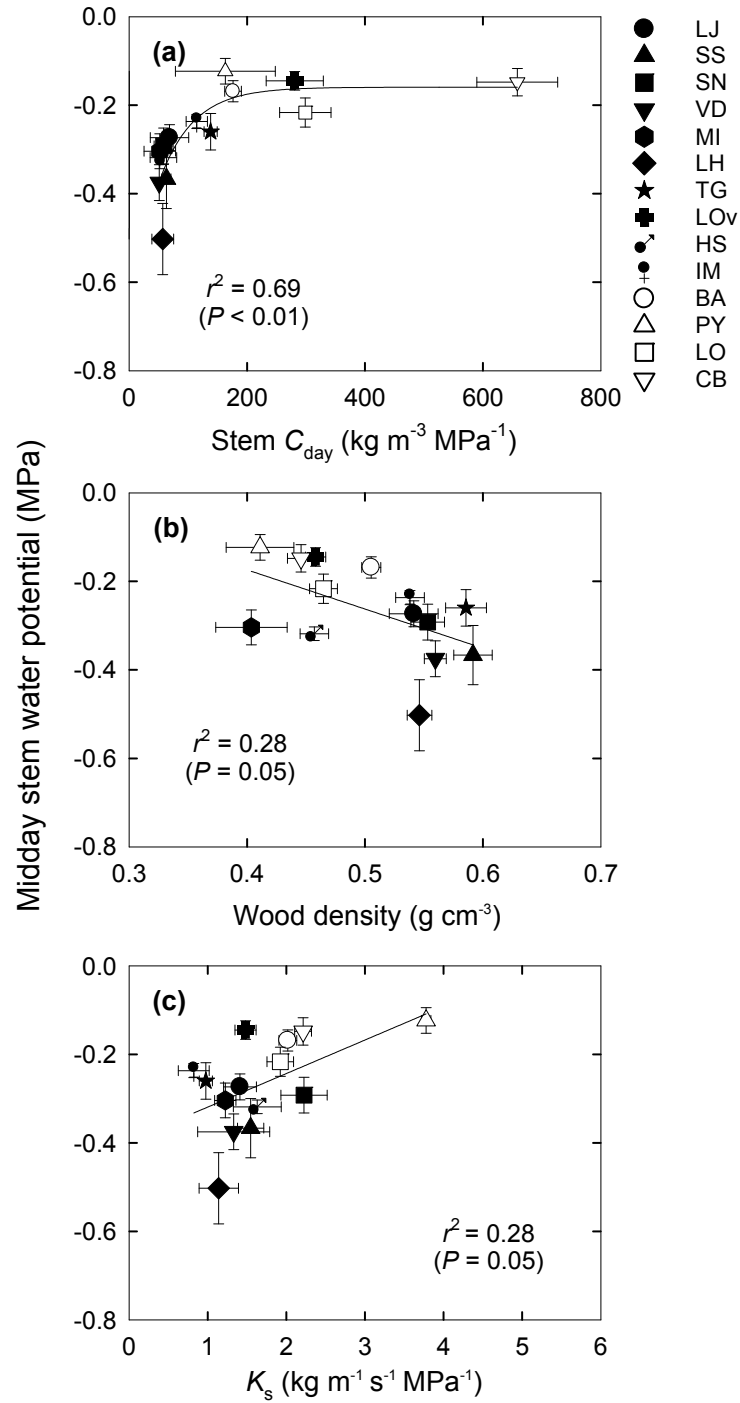 Midday stem water potential (MPa)
(a)
0.0
-0.2
-0.4
-0.6
-0.8
r² = 0.69
(P < 0.01)
0 200 400 600 800
Stem Cday (kg m⁻³ MPa⁻¹)
LJ
SS
SN
VD
MI
LH
TG
LOv
HS
IM
BA
PY
LO
CB
(b)
0.0
-0.2
-0.4
-0.6
-0.8
r² = 0.28
(P = 0.05)
0.3 0.4 0.5 0.6 0.7
Wood density (g cm⁻³)
(c)
0.0
-0.2
-0.4
-0.6
-0.8
r² = 0.28
(P = 0.05)
0 1 2 3 4 5 6
Ks (kg m⁻¹ s⁻¹ MPa⁻¹)